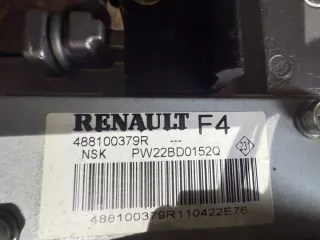 RENAULT F4
488100379R ---
NSK PW22BD0152Q
488100379R110422E76